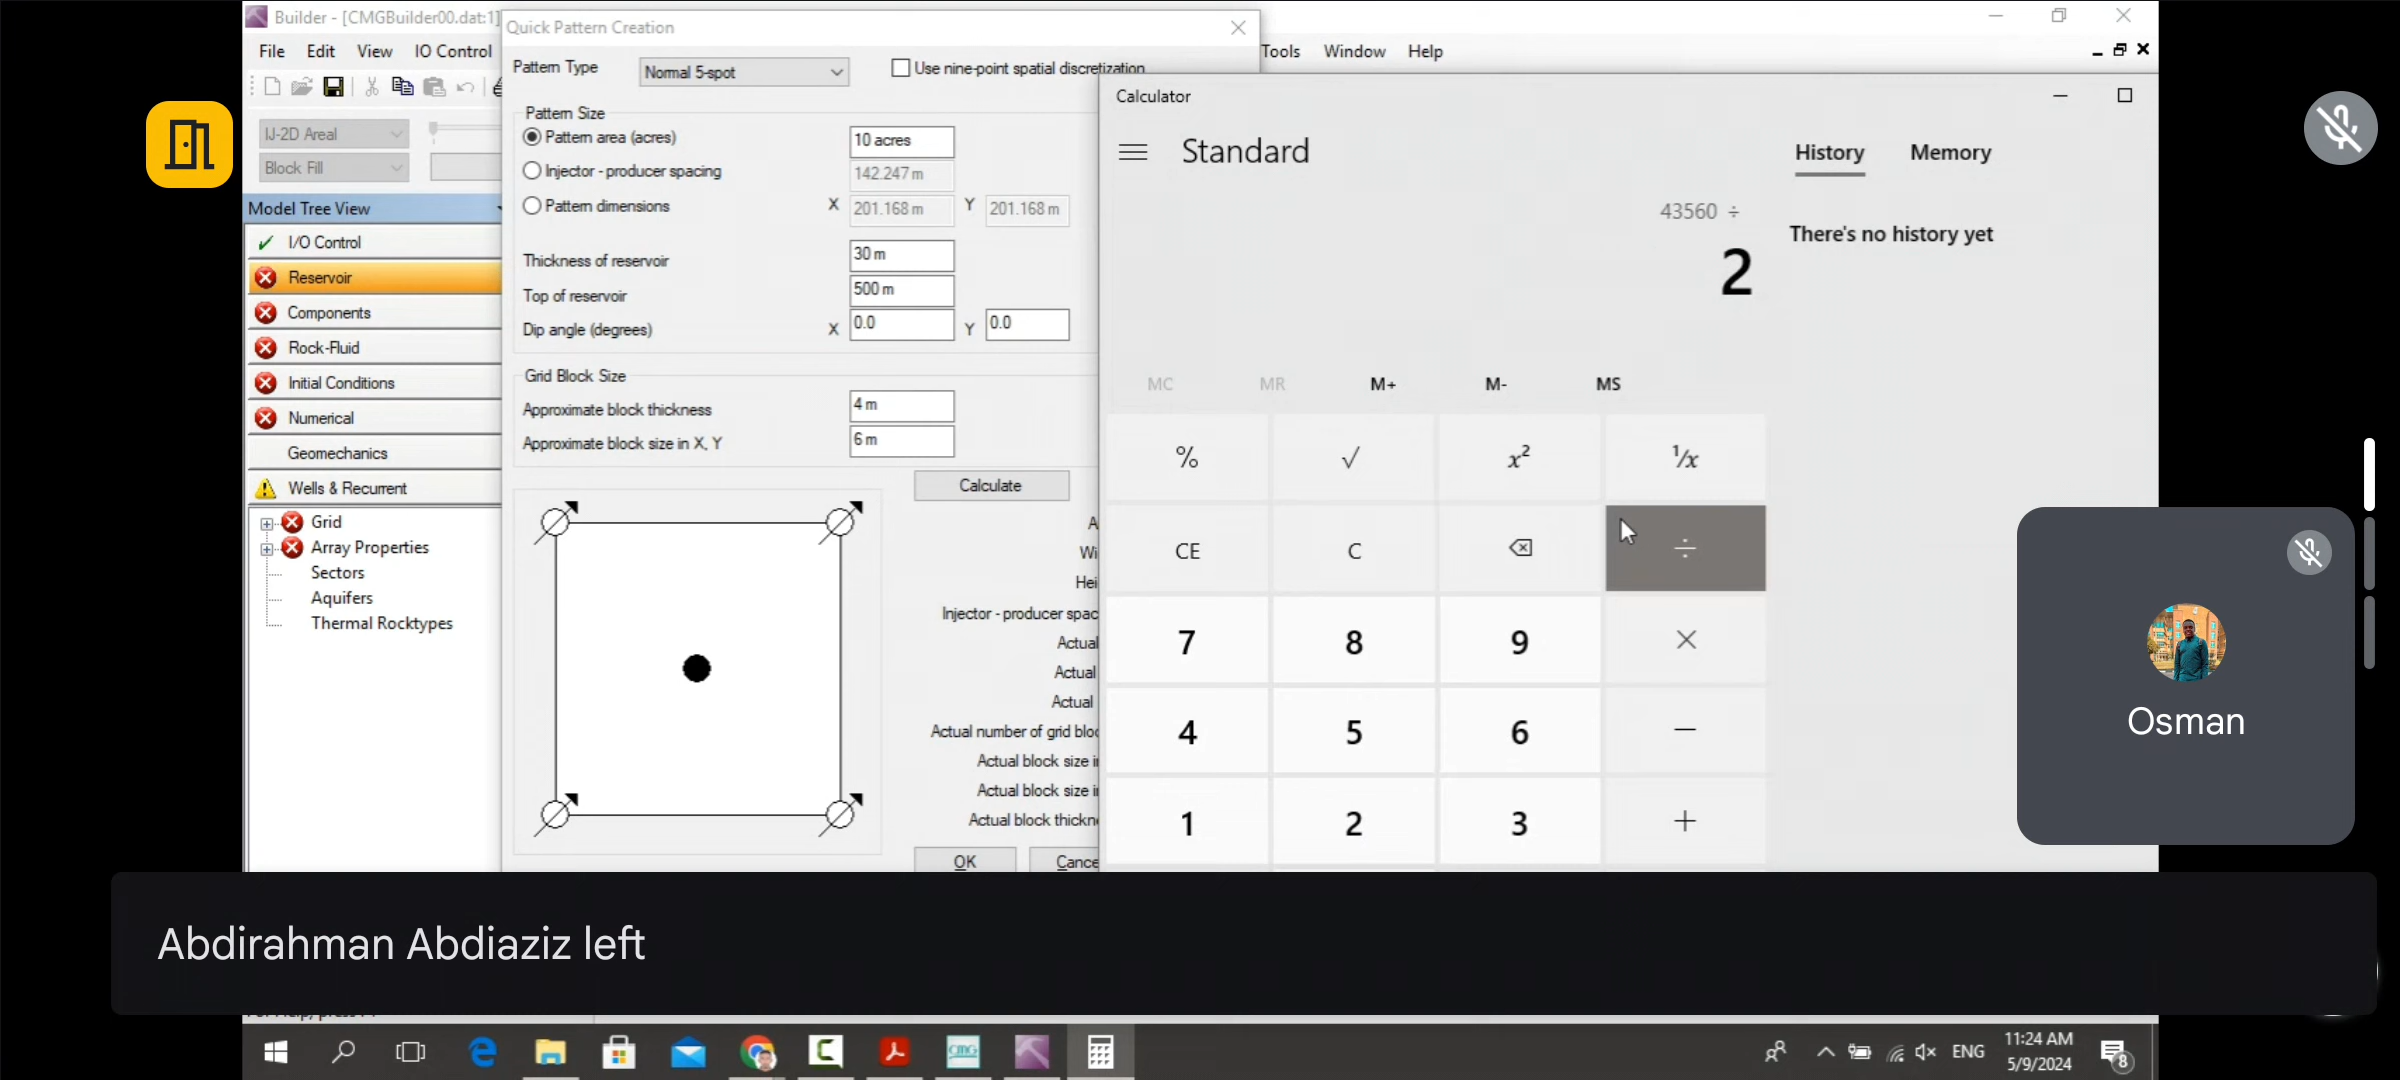 Builder - [CMGBuilder00.dat:1]
File Edit View IO Control
Tools Window Help
Quick Pattern Creation
Pattern Type Normal 5-spot Use nine-point spatial discretization
Pattern Size
Pattern area (acres) 10 acres
Injector - producer spacing 142.247 m
Pattern dimensions X 201.168 m Y 201.168 m
Thickness of reservoir 30 m
Top of reservoir 500 m
Dip angle (degrees) X 0.0 Y 0.0
Grid Block Size
Approximate block thickness 4 m
Approximate block size in X, Y 6 m
Calculate
Injector - producer spac
Actual
Actual
Actual
Actual number of grid bloc
Actual block size i
Actual block size i
Actual block thickn
OK Cance
IJ-2D Areal
Block Fill
Model Tree View
I/O Control
Reservoir
Components
Rock-Fluid
Initial Conditions
Numerical
Geomechanics
Wells & Recurrent
Grid
Array Properties
Sectors
Aquifers
Thermal Rocktypes
Calculator
Standard
History Memory
43560 ÷
2
There's no history yet
MC MR M+ M- MS
% √ x² ¹/x
CE C ÷
7 8 9 ×
4 5 6 −
1 2 3 +
Osman
Abdirahman Abdiaziz left
CMG
ENG
11:24 AM
5/9/2024
8